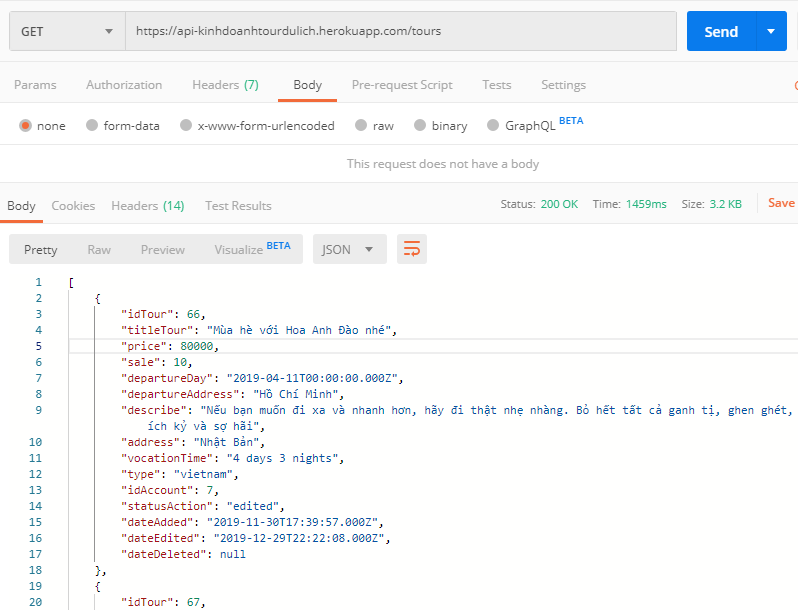 GET https://api-kinhdoanhtourdulich.herokuapp.com/tours Send
Params Authorization Headers (7) Body Pre-request Script Tests Settings
none form-data x-www-form-urlencoded raw binary GraphQL BETA
This request does not have a body
Body Cookies Headers (14) Test Results Status: 200 OK Time: 1459ms Size: 3.2 KB Save
Pretty Raw Preview Visualize BETA JSON
1 [
2 {
3 "idTour": 66,
4 "titleTour": "Mùa hè với Hoa Anh Đào nhé",
5 "price": 80000,
6 "sale": 10,
7 "departureDay": "2019-04-11T00:00:00.000Z",
8 "departureAddress": "Hồ Chí Minh",
9 "describe": "Nếu bạn muốn đi xa và nhanh hơn, hãy đi thật nhẹ nhàng. Bỏ hết tất cả ganh tị, ghen ghét,
ích kỷ và sợ hãi",
10 "address": "Nhật Bản",
11 "vocationTime": "4 days 3 nights",
12 "type": "vietnam",
13 "idAccount": 7,
14 "statusAction": "edited",
15 "dateAdded": "2019-11-30T17:39:57.000Z",
16 "dateEdited": "2019-12-29T22:22:08.000Z",
17 "dateDeleted": null
18 },
19 {
20 "idTour": 67,